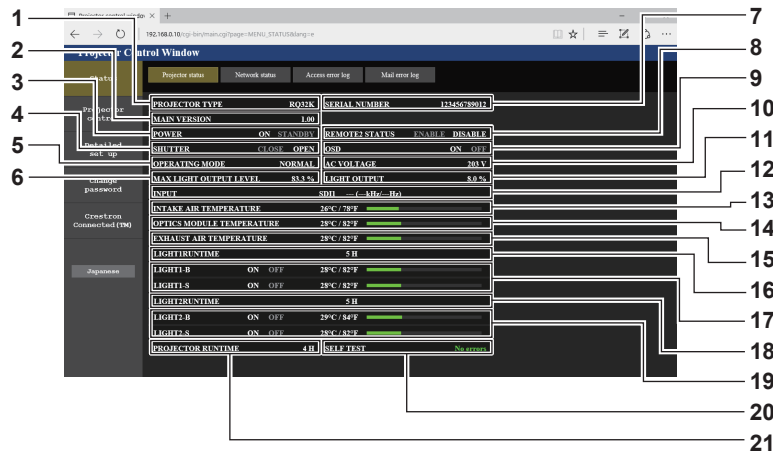 Projector control window
192.168.0.10/cgi-bin/main.cgi?page=MENU_STATUS&lang=e
Projector Control Window
Status
Projector status
Network status
Access error log
Mail error log
Projector
control
Detailed
set up
Change
password
Crestron
Connected(TM)
Japanese
PROJECTOR TYPE RQ32K
SERIAL NUMBER 123456789012
MAIN VERSION 1.00
POWER ON STANDBY
REMOTE2 STATUS ENABLE DISABLE
SHUTTER CLOSE OPEN
OSD ON OFF
OPERATING MODE NORMAL
AC VOLTAGE 203 V
MAX LIGHT OUTPUT LEVEL 83.3 %
LIGHT OUTPUT 8.0 %
INPUT SDI1 — (—kHz/—Hz)
INTAKE AIR TEMPERATURE 26°C / 78°F
OPTICS MODULE TEMPERATURE 28°C / 82°F
EXHAUST AIR TEMPERATURE 28°C / 82°F
LIGHT1RUNTIME 5 H
LIGHT1-B ON OFF 28°C / 82°F
LIGHT1-S ON OFF 28°C / 82°F
LIGHT2RUNTIME 5 H
LIGHT2-B ON OFF 29°C / 84°F
LIGHT2-S ON OFF 28°C / 82°F
PROJECTOR RUNTIME 4 H
SELF TEST No errors
1
2
3
4
5
6
7
8
9
10
11
12
13
14
15
16
17
18
19
20
21